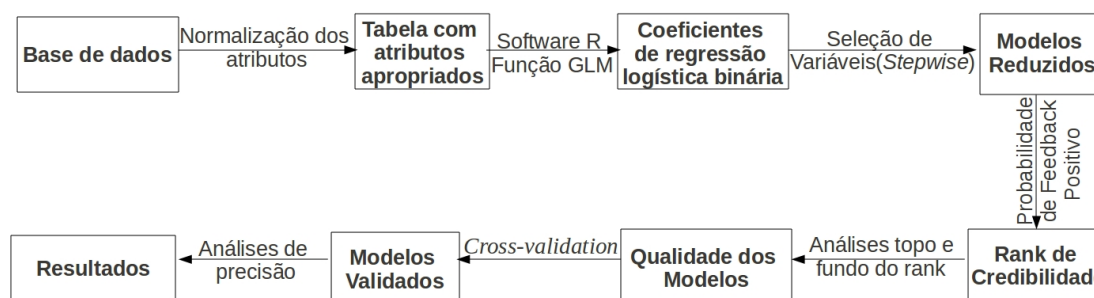 Base de dados
Normalização dos
atributos
Tabela com
atributos
apropriados
Software R
Função GLM
Coeficientes
de regressão
logística binária
Seleção de
Variáveis(Stepwise)
Modelos
Reduzidos
Probabilidade
de Feedback
Positivo
Rank de
Credibilidade
Análises topo e
fundo do rank
Qualidade dos
Modelos
Cross-validation
Modelos
Validados
Análises de
precisão
Resultados